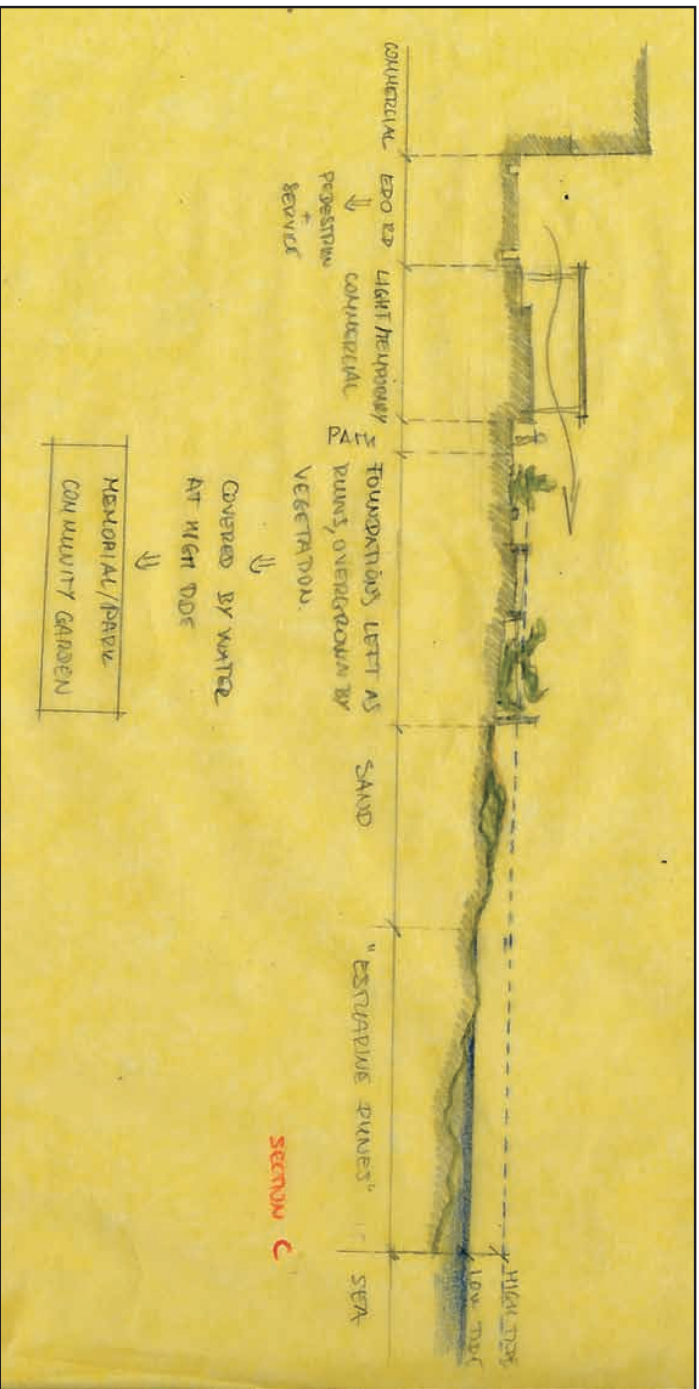 COMMERCIAL
EDO RD
⇓
PEDESTRIAN
+
SERVICE
LIGHT/TEMPORARY
COMMERCIAL
PATH
FOUNDATIONS LEFT AS
RUINS, OVERGROWN BY
VEGETATION.
⇓
COVERED BY WATER
AT HIGH TIDE
⇓
MEMORIAL/PARK
COMMUNITY GARDEN
SAND
"ESTUARINE DUNES"
SEA
HIGH TIDE
LOW TIDE
SECTION C